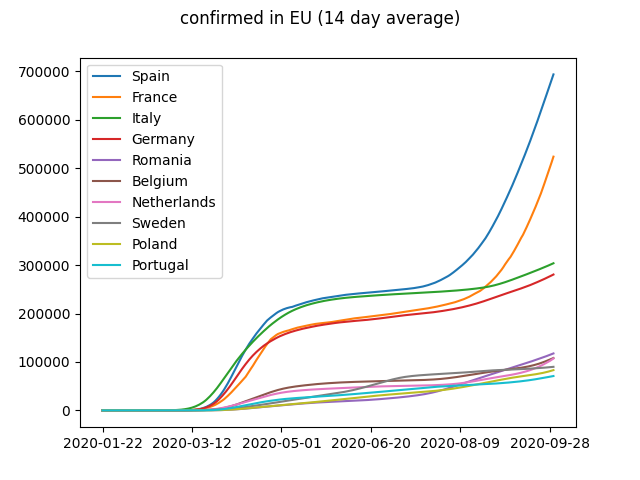 confirmed in EU (14 day average)
700000
600000
500000
400000
300000
200000
100000
0
Spain
France
Italy
Germany
Romania
Belgium
Netherlands
Sweden
Poland
Portugal
2020-01-22 2020-03-12 2020-05-01 2020-06-20 2020-08-09 2020-09-28